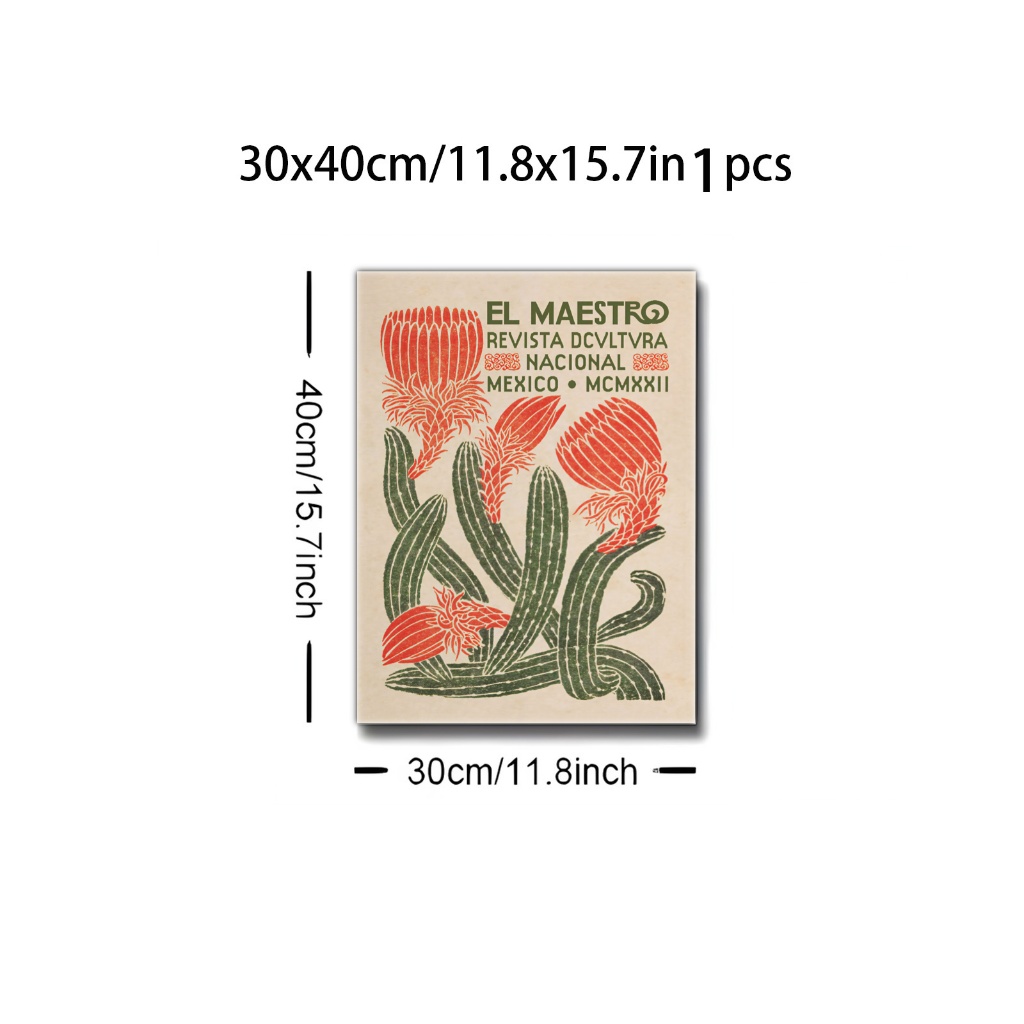 30x40cm/11.8x15.7in 1 pcs
EL MAESTRO
REVISTA DCVLTVRA
NACIONAL
MEXICO • MCMXXII
40cm/15.7inch
30cm/11.8inch